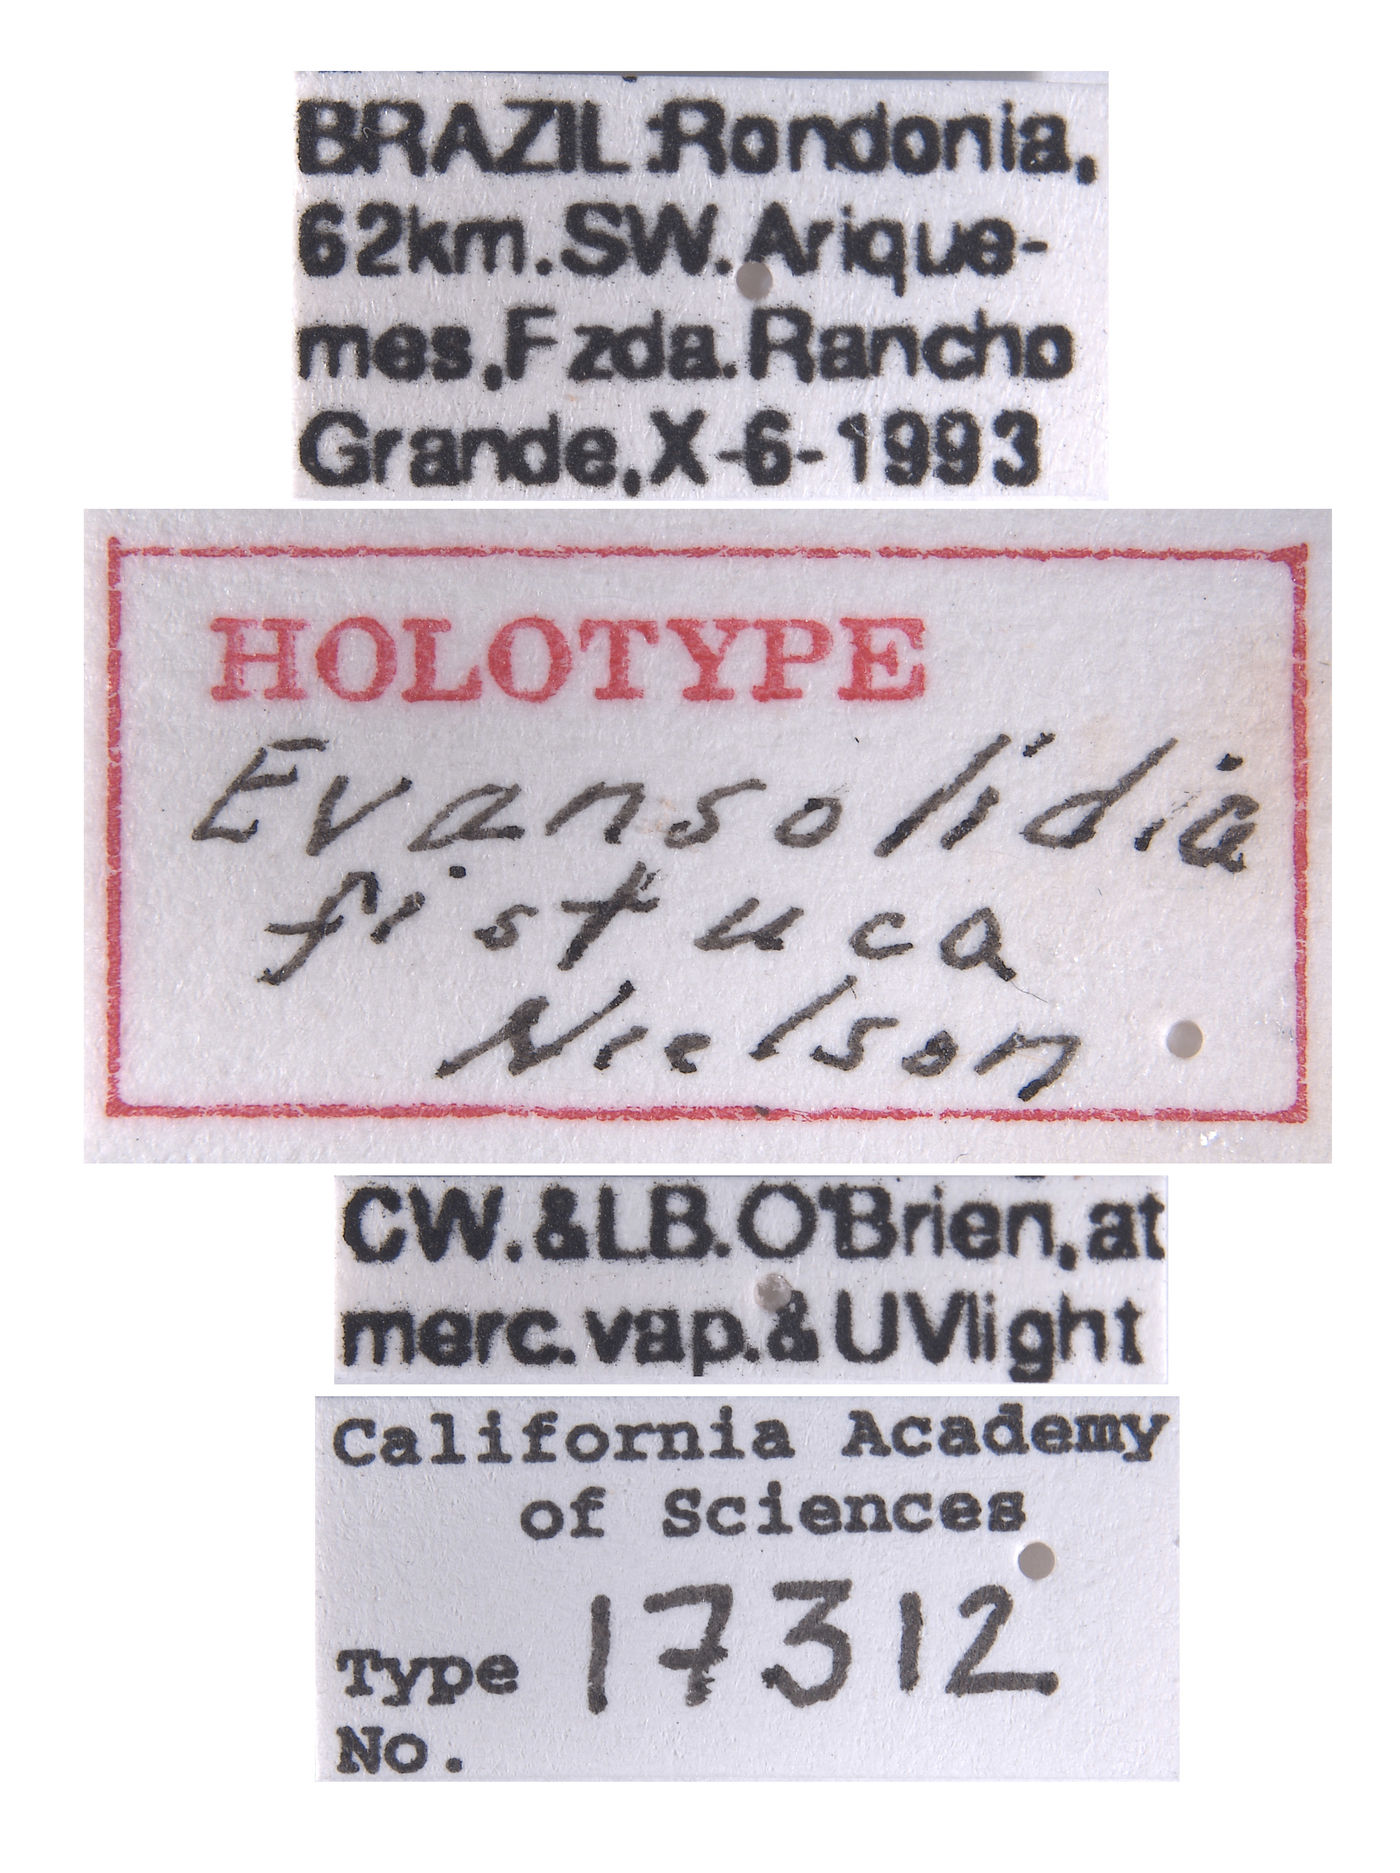 BRAZIL:Rondonia,
62km.SW.Arique-
mes,Fzda.Rancho
Grande,X-6-1993
HOLOTYPE
Evansolidia
fistuca
Nielson
CW.&LB.O'Brien,at
merc.vap.&UVlight
California Academy
of Sciences
Type 17312
No.